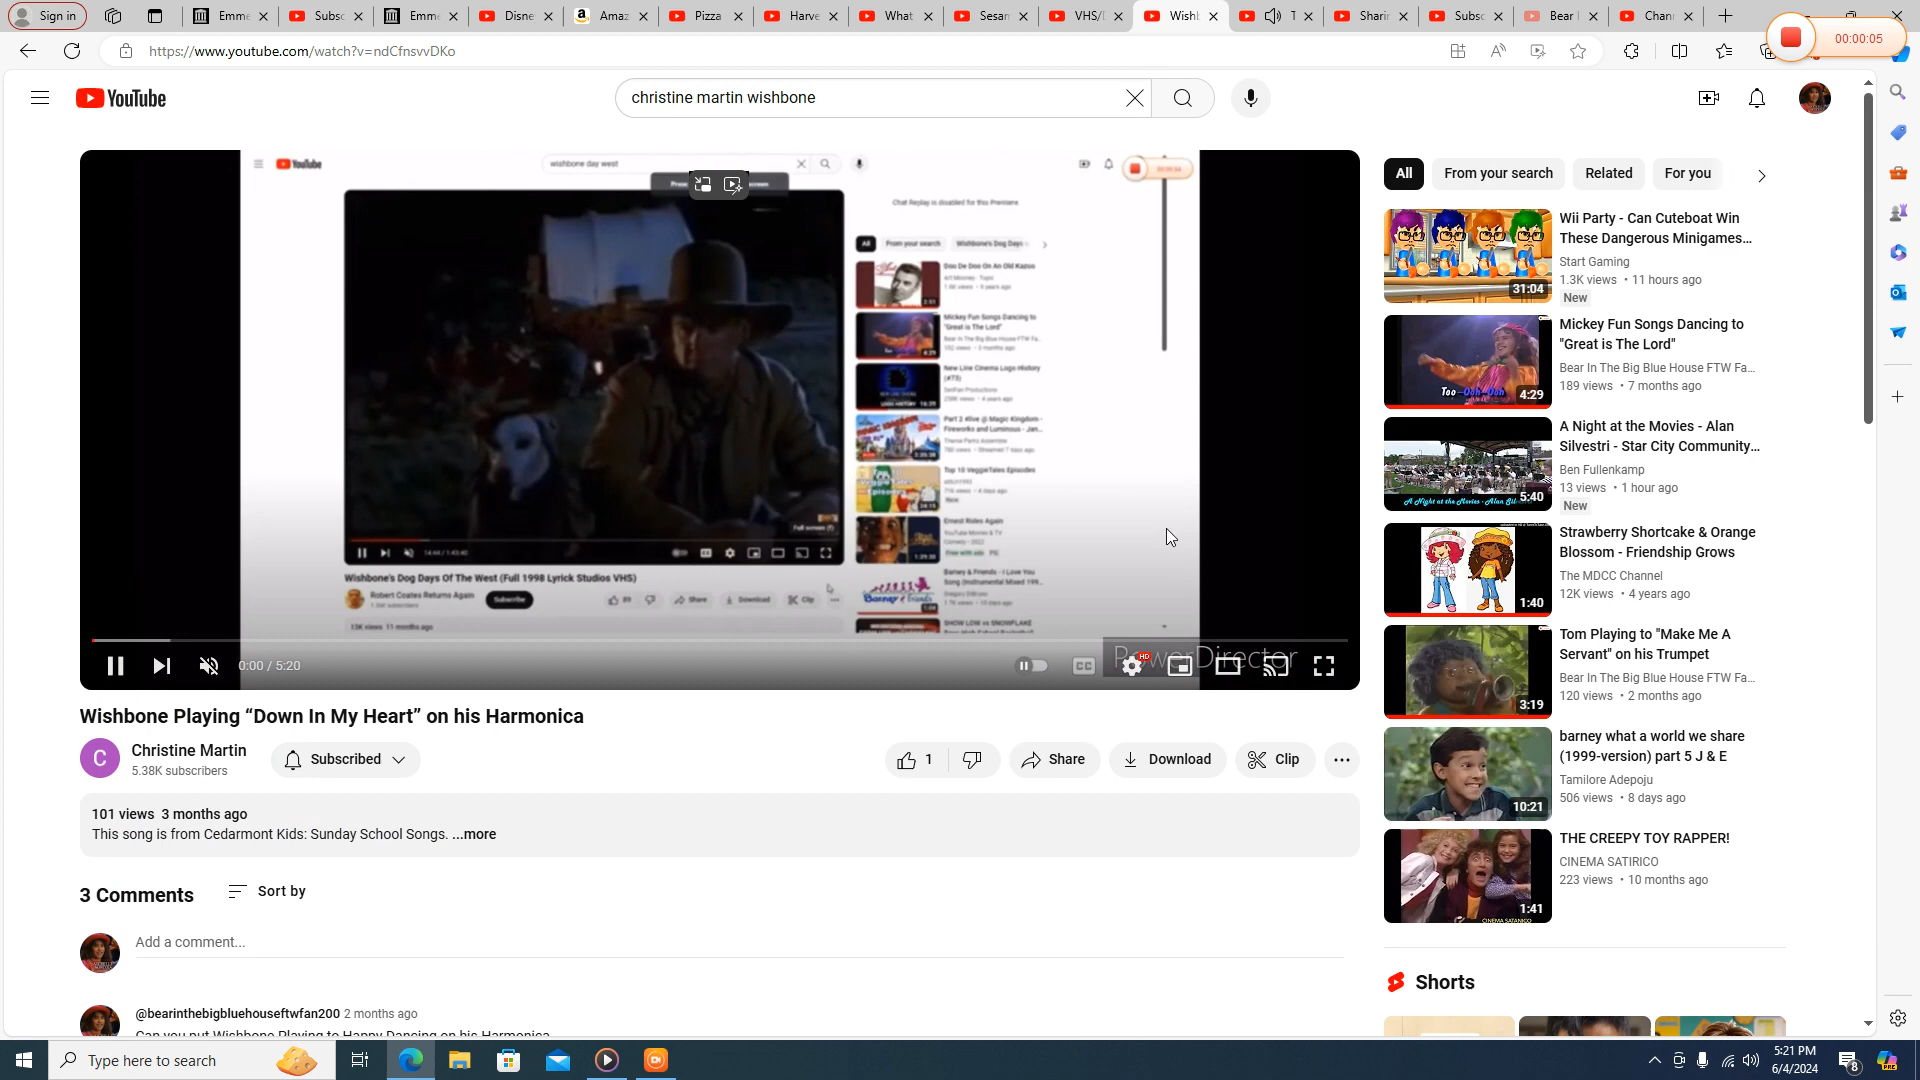 Sign in
Emme
Subsc
Emme
Disne
Amaz
Pizza
Harve
What
Sesan
VHS/
Wishb
T
Sharin
Subsc
Bear
Chan
https://www.youtube.com/watch?v=ndCfnsvvDKo
00:00:05
YouTube
christine martin wishbone
YouTube
wishbone day west
Chat Replay is disabled for this Premiere
All From your search Wishbone's Dog Days
Doo De Doo On An Old Kazoo
Mickey Fun Songs Dancing to
"Great is The Lord"
New Line Cinema Logo History
(#73)
Part 2 #live @ Magic Kingdom -
Fireworks and Luminous - Jan...
Top 10 VeggieTales Episodes
Ernest Rides Again
Barney & Friends - I Love You
Wishbone's Dog Days Of The West (Full 1998 Lyrick Studios VHS)
Robert Coates Returns Again
Subscribe
89 Share Download Clip
13K views 11 months ago
0:00 / 5:20
CC
HD
PowerDirector
Wishbone Playing “Down In My Heart” on his Harmonica
C
Christine Martin
5.38K subscribers
Subscribed
1
Share
Download
Clip
101 views 3 months ago
This song is from Cedarmont Kids: Sunday School Songs. ...more
3 Comments
Sort by
Add a comment...
@bearinthebigbluehouseftwfan200 2 months ago
Can you put Wishbone Playing to Happy Dancing on his Harmonica
All
From your search
Related
For you
31:04
Wii Party - Can Cuteboat Win
These Dangerous Minigames...
Start Gaming
1.3K views • 11 hours ago
New
Too-Ooh-Ooh
4:29
Mickey Fun Songs Dancing to
"Great is The Lord"
Bear In The Big Blue House FTW Fa...
189 views • 7 months ago
5:40
A Night at the Movies - Alan
Silvestri - Star City Community...
Ben Fullenkamp
13 views • 1 hour ago
New
1:40
Strawberry Shortcake & Orange
Blossom - Friendship Grows
The MDCC Channel
12K views • 4 years ago
3:19
Tom Playing to "Make Me A
Servant" on his Trumpet
Bear In The Big Blue House FTW Fa...
120 views • 2 months ago
10:21
barney what a world we share
(1999-version) part 5 J & E
Tamilore Adepoju
506 views • 8 days ago
CINEMA SATANICO
1:41
THE CREEPY TOY RAPPER!
CINEMA SATIRICO
223 views • 10 months ago
Shorts
Type here to search
5:21 PM
6/4/2024
8